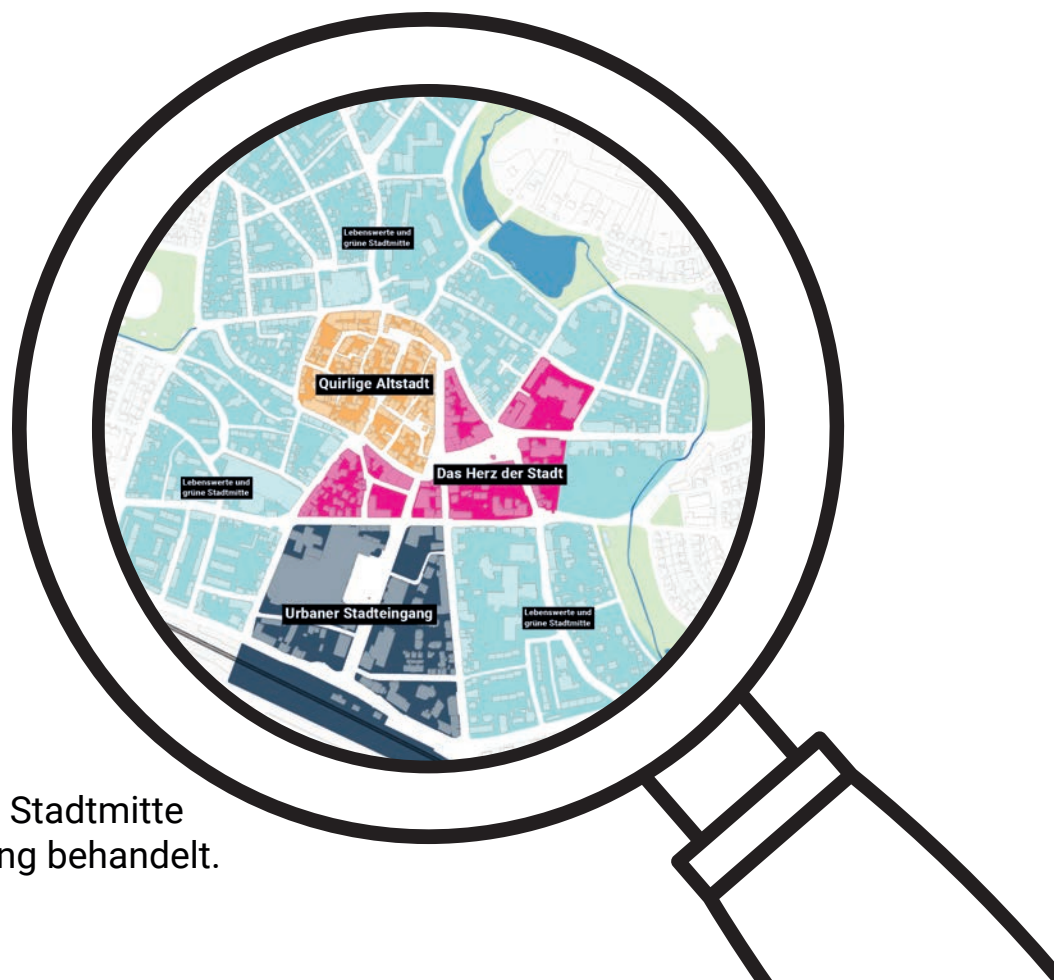 Lebenswerte und
grüne Stadtmitte
Quirlige Altstadt
Das Herz der Stadt
Lebenswerte und
grüne Stadtmitte
Urbaner Stadteingang
Lebenswerte und
grüne Stadtmitte
Stadtmitte
ng behandelt.